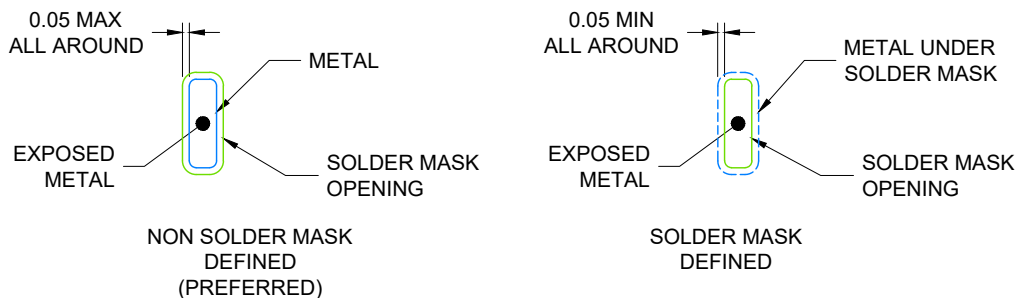 0.05 MAX
ALL AROUND
METAL
EXPOSED
METAL
SOLDER MASK
OPENING
NON SOLDER MASK
DEFINED
(PREFERRED)
0.05 MIN
ALL AROUND
METAL UNDER
SOLDER MASK
EXPOSED
METAL
SOLDER MASK
OPENING
SOLDER MASK
DEFINED